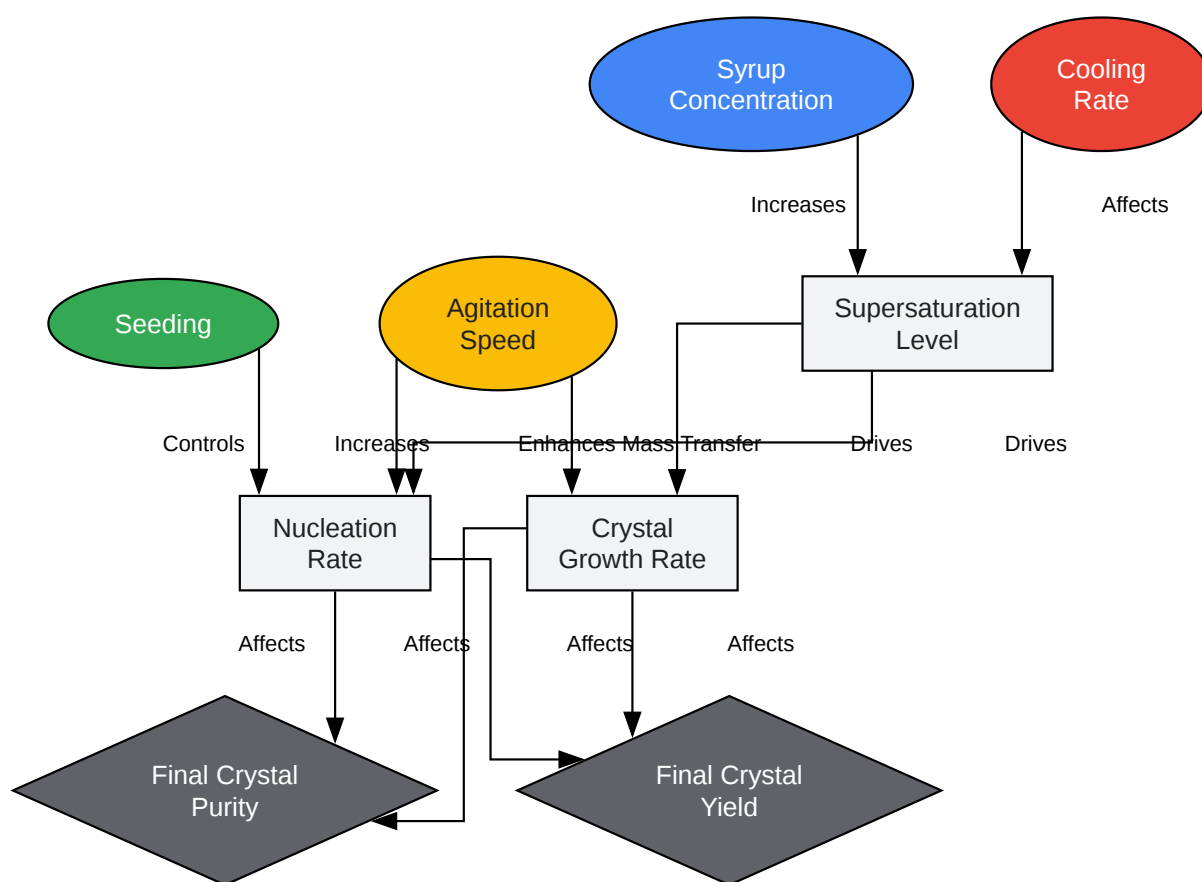 Syrup
Concentration
Cooling
Rate
Increases
Affects
Seeding
Agitation
Speed
Supersaturation
Level
Controls
Increases
Enhances Mass Transfer
Drives
Drives
Nucleation
Rate
Crystal
Growth Rate
Affects
Affects
Affects
Affects
Final Crystal
Purity
Final Crystal
Yield